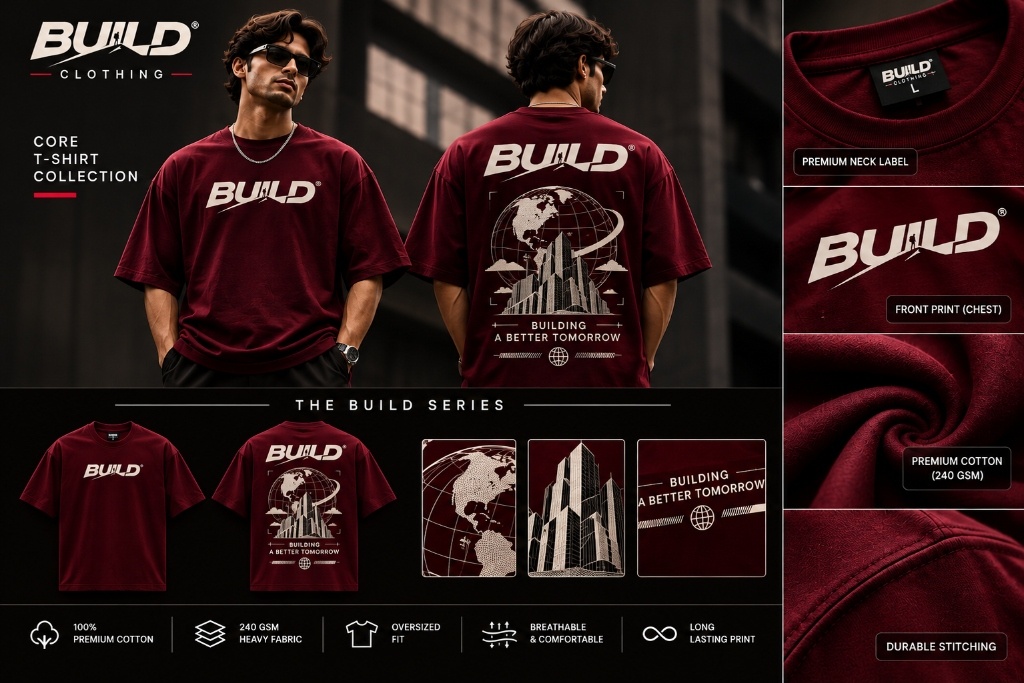 BUILD®
CLOTHING
CORE
T-SHIRT
COLLECTION
BUILD®
BUILD®
BUILDING
A BETTER TOMORROW
BUILD®
CLOTHING
L
PREMIUM NECK LABEL
BUILD®
FRONT PRINT (CHEST)
PREMIUM COTTON
(240 GSM)
DURABLE STITCHING
THE BUILD SERIES
BUILD®
BUILD®
BUILDING
A BETTER TOMORROW
BUILDING
A BETTER TOMORROW
100%
PREMIUM COTTON
240 GSM
HEAVY FABRIC
OVERSIZED
FIT
BREATHABLE
& COMFORTABLE
LONG
LASTING PRINT